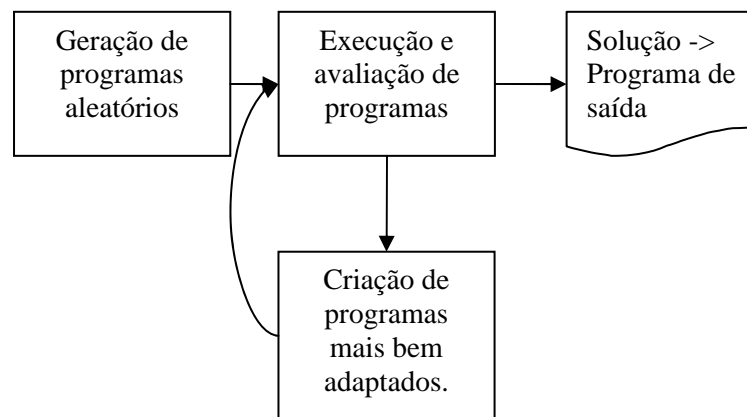 Geração de
programas
aleatórios
Execução e
avaliação de
programas
Solução ->
Programa de
saída
Criação de
programas
mais bem
adaptados.